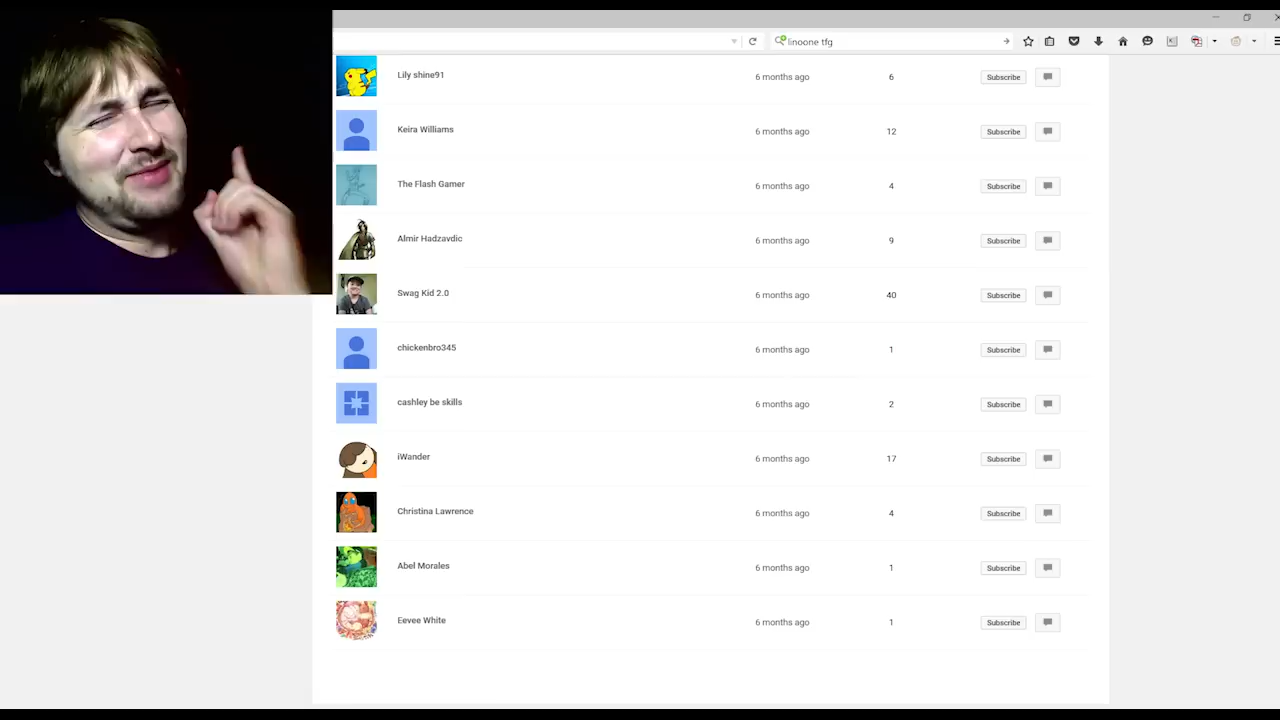 linoone tfg
Lily shine91 6 months ago 6 Subscribe
Keira Williams 6 months ago 12 Subscribe
The Flash Gamer 6 months ago 4 Subscribe
Almir Hadzavdic 6 months ago 9 Subscribe
Swag Kid 2.0 6 months ago 40 Subscribe
chickenbro345 6 months ago 1 Subscribe
cashley be skills 6 months ago 2 Subscribe
iWander 6 months ago 17 Subscribe
Christina Lawrence 6 months ago 4 Subscribe
Abel Morales 6 months ago 1 Subscribe
Eevee White 6 months ago 1 Subscribe